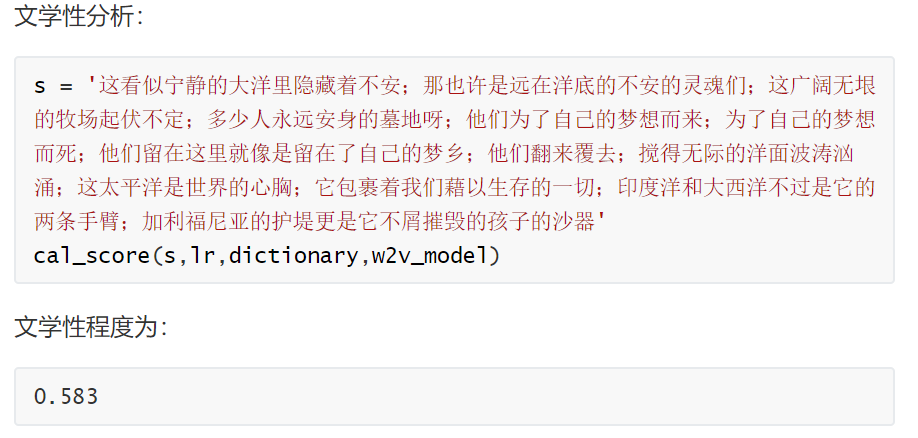 文学性分析：
s = '这看似宁静的大洋里隐藏着不安；那也许是远在洋底的不安的灵魂们；这广阔无垠
的牧场起伏不定；多少人永远安身的墓地呀；他们为了自己的梦想而来；为了自己的梦想
而死；他们留在这里就像是留在了自己的梦乡；他们翻来覆去；搅得无际的洋面波涛汹
涌；这太平洋是世界的心胸；它包裹着我们藉以生存的一切；印度洋和大西洋不过是它的
两条手臂；加利福尼亚的护堤更是它不屑摧毁的孩子的沙器'
cal_score(s,lr,dictionary,w2v_model)
文学性程度为：
0.583